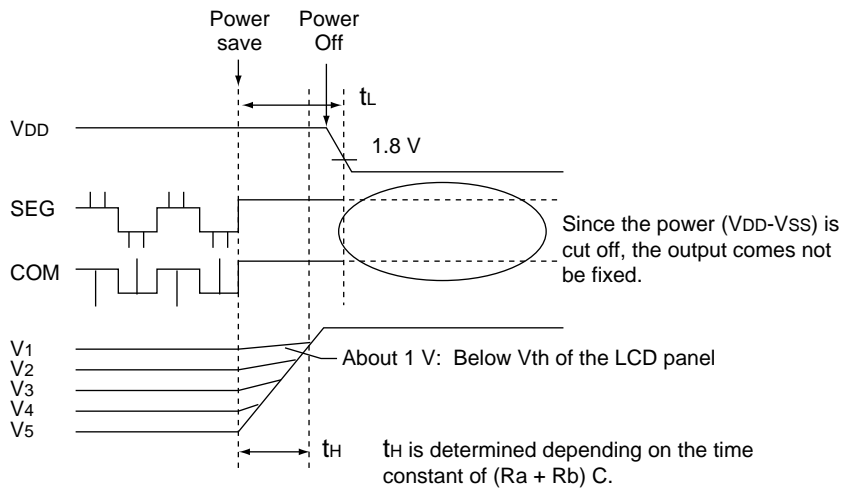 Power save
Power Off
tL
VDD
1.8 V
SEG
Since the power (VDD-VSS) is
cut off, the output comes not
be fixed.
COM
V1
About 1 V: Below Vth of the LCD panel
V2
V3
V4
V5
tH
tH is determined depending on the time
constant of (Ra + Rb) C.